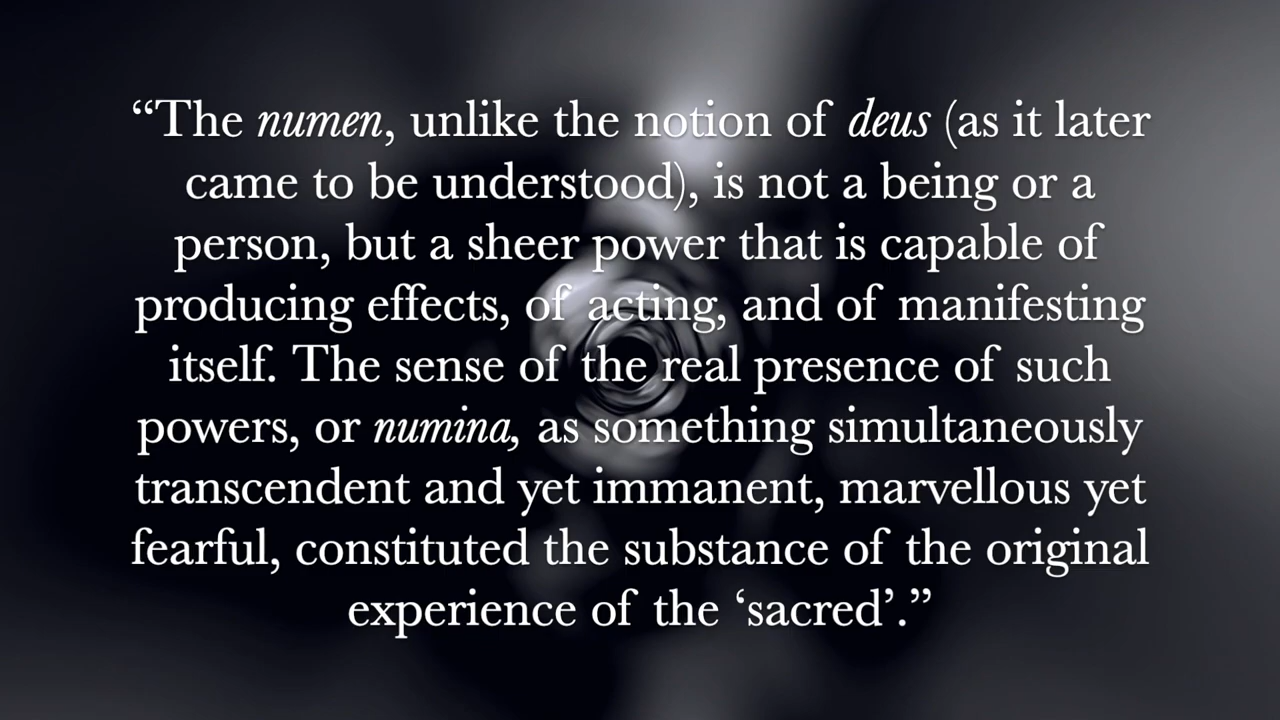 “The numen, unlike the notion of deus (as it later
came to be understood), is not a being or a
person, but a sheer power that is capable of
producing effects, of acting, and of manifesting
itself. The sense of the real presence of such
powers, or numina, as something simultaneously
transcendent and yet immanent, marvellous yet
fearful, constituted the substance of the original
experience of the ‘sacred’.”